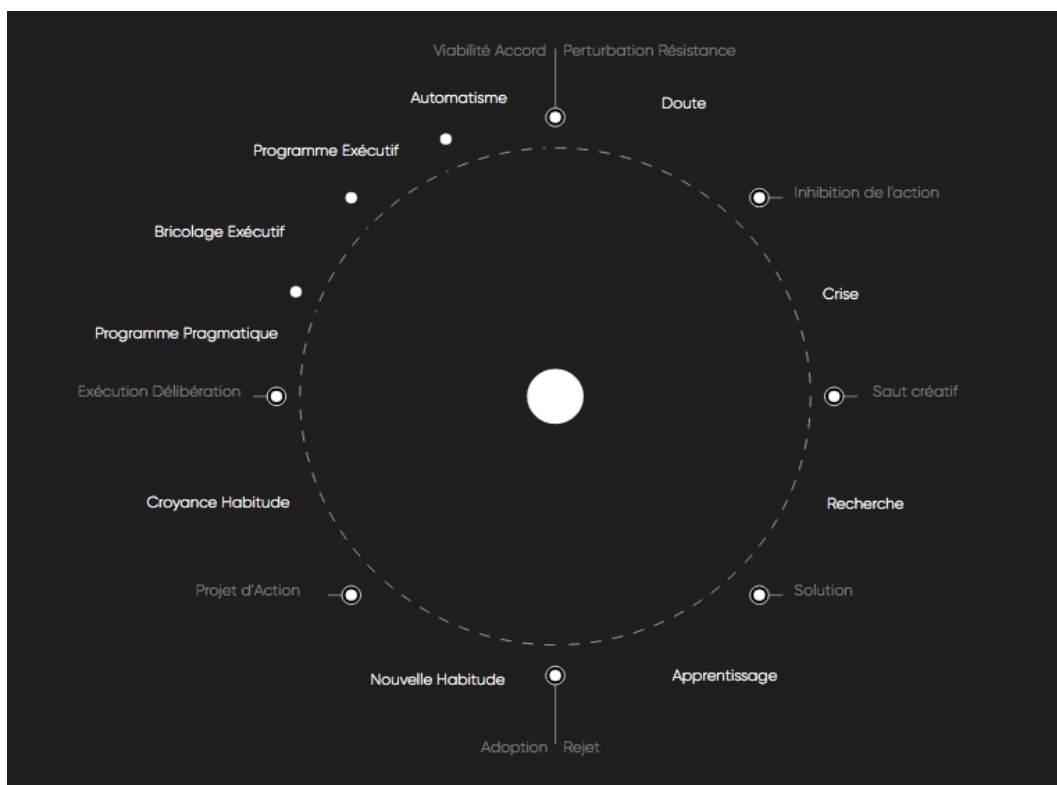 Viabilité Accord
Perturbation Résistance
Automatisme
Doute
Programme Exécutif
Inhibition de l'action
Bricolage Exécutif
Crise
Programme Pragmatique
Exécution Délibération
Saut créatif
Croyance Habitude
Recherche
Projet d'Action
Solution
Nouvelle Habitude
Apprentissage
Adoption
Rejet